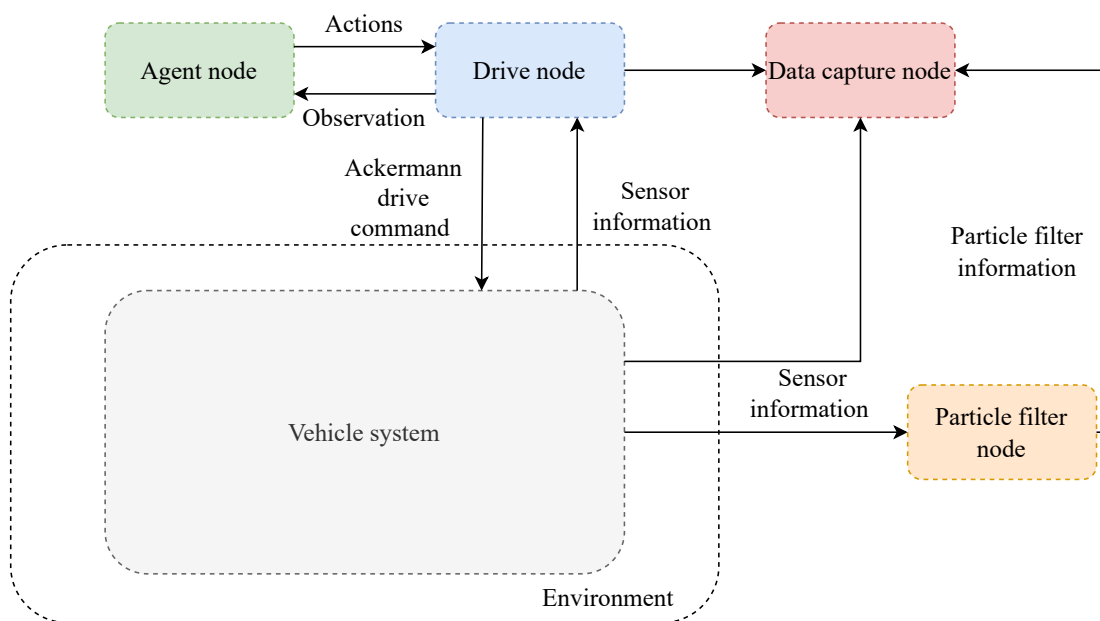 Actions
Agent node
Drive node
Data capture node
Observation
Ackermann
drive
command
Sensor
information
Particle filter
information
Sensor
information
Particle filter
node
Vehicle system
Environment